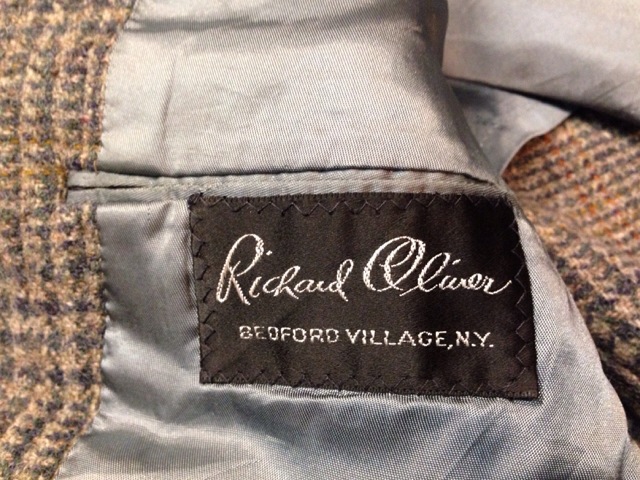 Richard Oliver
BEDFORD VILLAGE, N.Y.